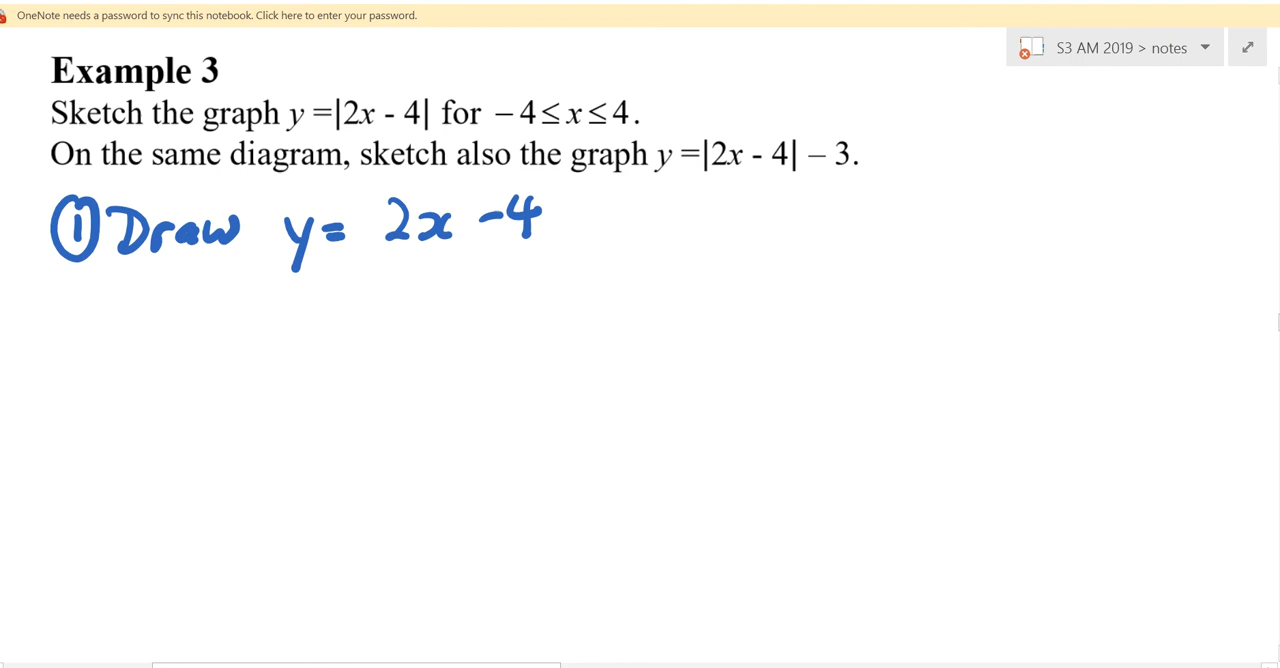 OneNote needs a password to sync this notebook. Click here to enter your password.
S3 AM 2019 > notes
Example 3
Sketch the graph y =|2x - 4| for – 4 ≤ x ≤ 4.
On the same diagram, sketch also the graph y =|2x - 4| – 3.
① Draw y = 2x -4